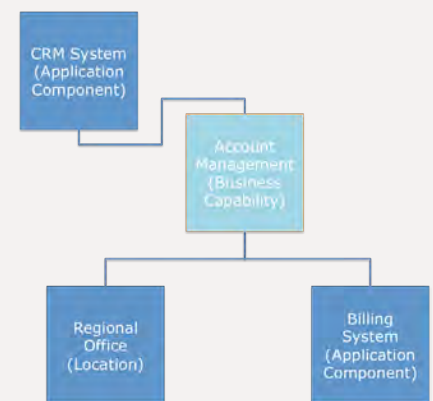 CRM System
(Application
Component)
Account
Management
(Business
Capability)
Regional
Office
(Location)
Billing
System
(Application
Component)